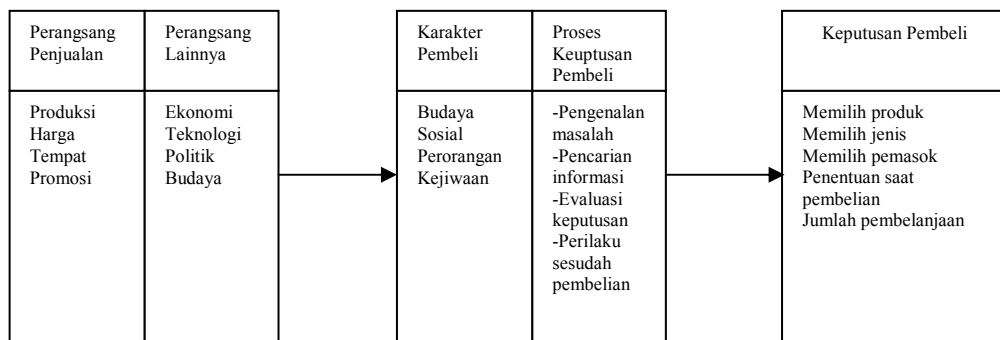 Perangsang
Penjualan
Produksi
Harga
Tempat
Promosi
Perangsang
Lainnya
Ekonomi
Teknologi
Politik
Budaya
Karakter
Pembeli
Budaya
Sosial
Perorangan
Kejiwaan
Proses
Keuptusan
Pembeli
-Pengenalan
masalah
-Pencarian
informasi
-Evaluasi
keputusan
-Perilaku
sesudah
pembelian
Keputusan Pembeli
Memilih produk
Memilih jenis
Memilih pemasok
Penentuan saat
pembelian
Jumlah pembelanjaan